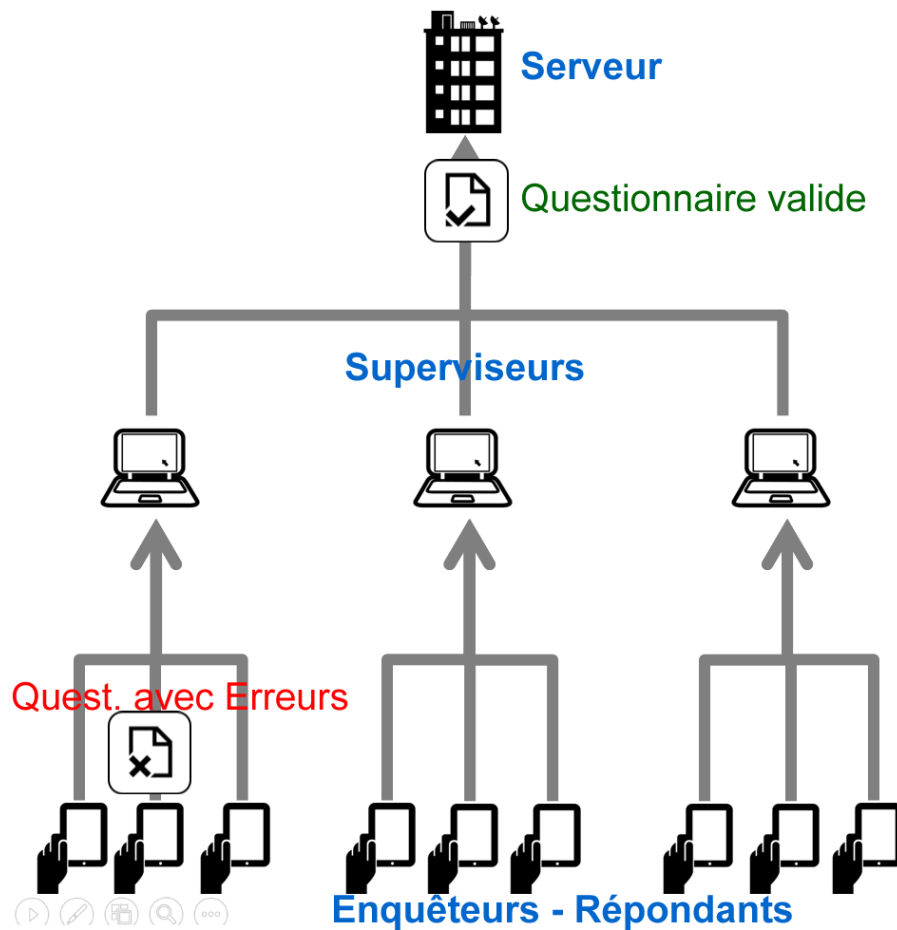 Serveur
Questionnaire valide
Superviseurs
Quest. avec Erreurs
Enquêteurs - Répondants